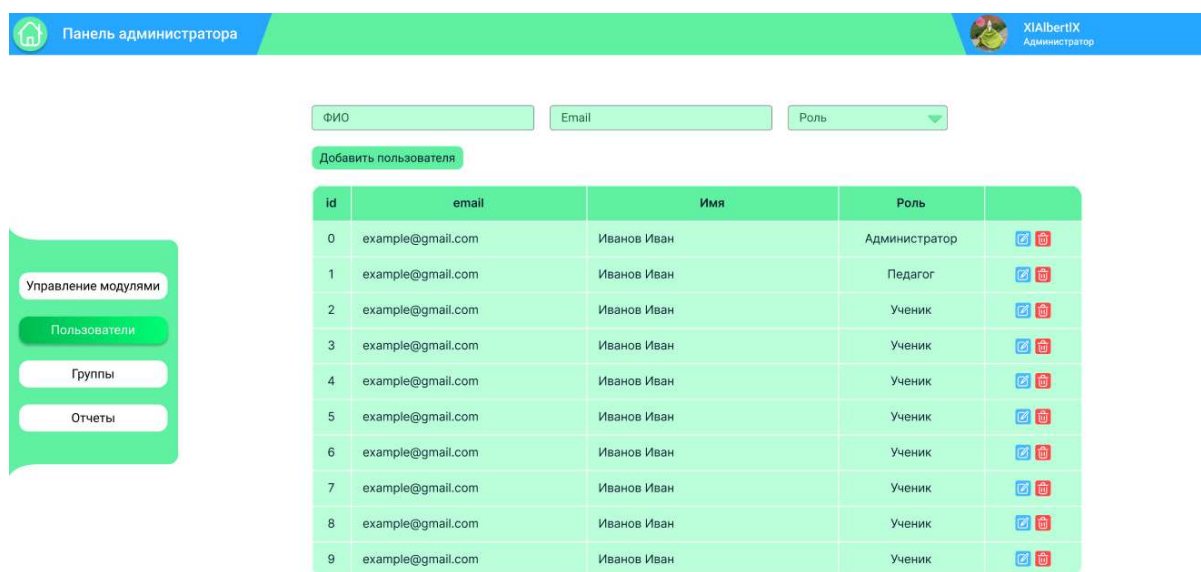 Панель администратора
XIAlbertIX
Администратор
ФИО Email Роль
Добавить пользователя
id email Имя Роль
0 example@gmail.com Иванов Иван Администратор
1 example@gmail.com Иванов Иван Педагог
2 example@gmail.com Иванов Иван Ученик
3 example@gmail.com Иванов Иван Ученик
4 example@gmail.com Иванов Иван Ученик
5 example@gmail.com Иванов Иван Ученик
6 example@gmail.com Иванов Иван Ученик
7 example@gmail.com Иванов Иван Ученик
8 example@gmail.com Иванов Иван Ученик
9 example@gmail.com Иванов Иван Ученик
Управление модулями
Пользователи
Группы
Отчеты